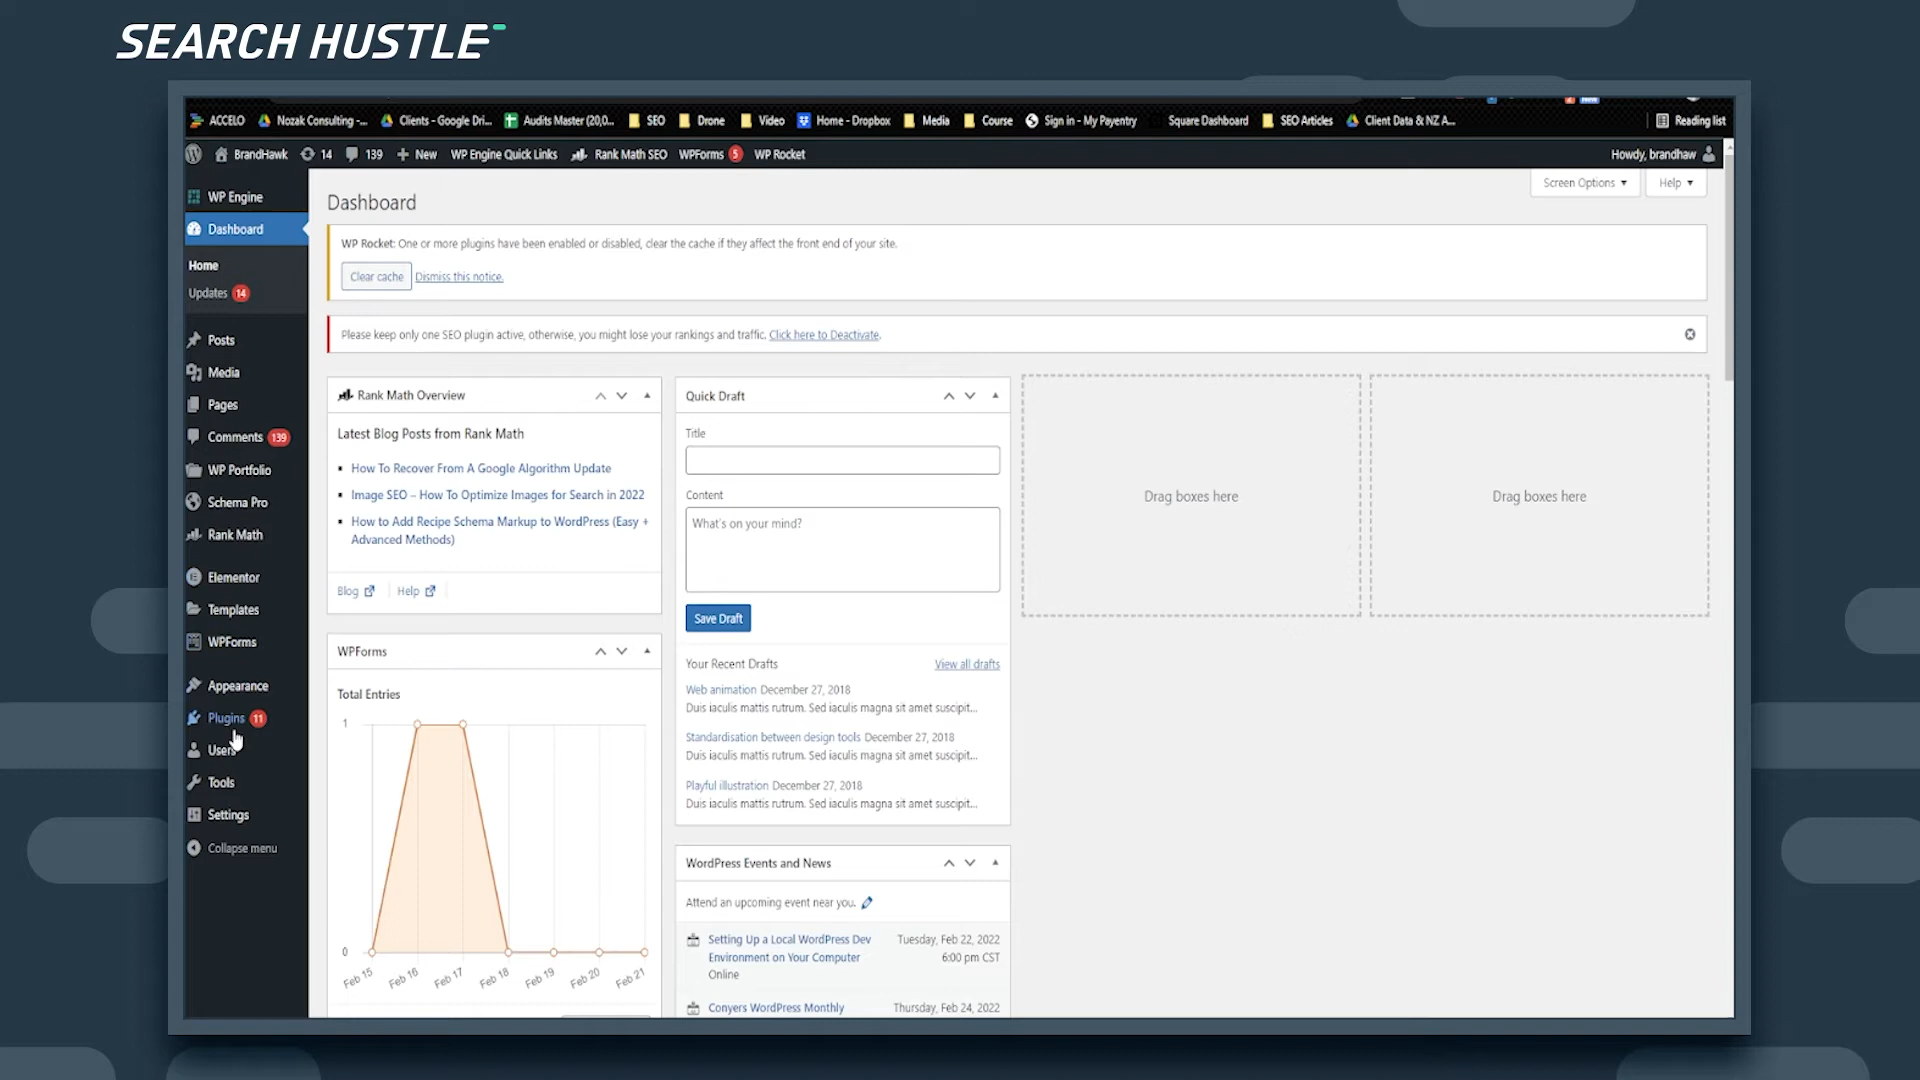 SEARCH HUSTLE
ACCELO Nozak Consulting -... Clients - Google Dri... Audits Master (20,0... SEO Drone Video Home - Dropbox Media Course Sign in - My Payentry Square Dashboard SEO Articles Client Data & NZ A... Reading list
BrandHawk 14 139 New WP Engine Quick Links Rank Math SEO WPForms 5 WP Rocket Howdy, brandhaw
WP Engine
Dashboard
Home
Updates 14
Posts
Media
Pages
Comments 139
WP Portfolio
Schema Pro
Rank Math
Elementor
Templates
WPForms
Appearance
Plugins 11
Users
Tools
Settings
Collapse menu
Screen Options Help
Dashboard
WP Rocket: One or more plugins have been enabled or disabled, clear the cache if they affect the front end of your site.
Clear cache Dismiss this notice.
Please keep only one SEO plugin active, otherwise, you might lose your rankings and traffic. Click here to Deactivate.
Rank Math Overview
Latest Blog Posts from Rank Math
How To Recover From A Google Algorithm Update
Image SEO – How To Optimize Images for Search in 2022
How to Add Recipe Schema Markup to WordPress (Easy +
Advanced Methods)
Blog Help
WPForms
Total Entries
1
0
Feb 15 Feb 16 Feb 17 Feb 18 Feb 19 Feb 20 Feb 21
Quick Draft
Title
Content
What's on your mind?
Save Draft
Your Recent Drafts View all drafts
Web animation December 27, 2018
Duis iaculis mattis rutrum. Sed iaculis magna sit amet suscipit...
Standardisation between design tools December 27, 2018
Duis iaculis mattis rutrum. Sed iaculis magna sit amet suscipit...
Playful illustration December 27, 2018
Duis iaculis mattis rutrum. Sed iaculis magna sit amet suscipit...
WordPress Events and News
Attend an upcoming event near you.
Setting Up a Local WordPress Dev Tuesday, Feb 22, 2022
Environment on Your Computer 6:00 pm CST
Online
Conyers WordPress Monthly Thursday, Feb 24, 2022
Drag boxes here
Drag boxes here